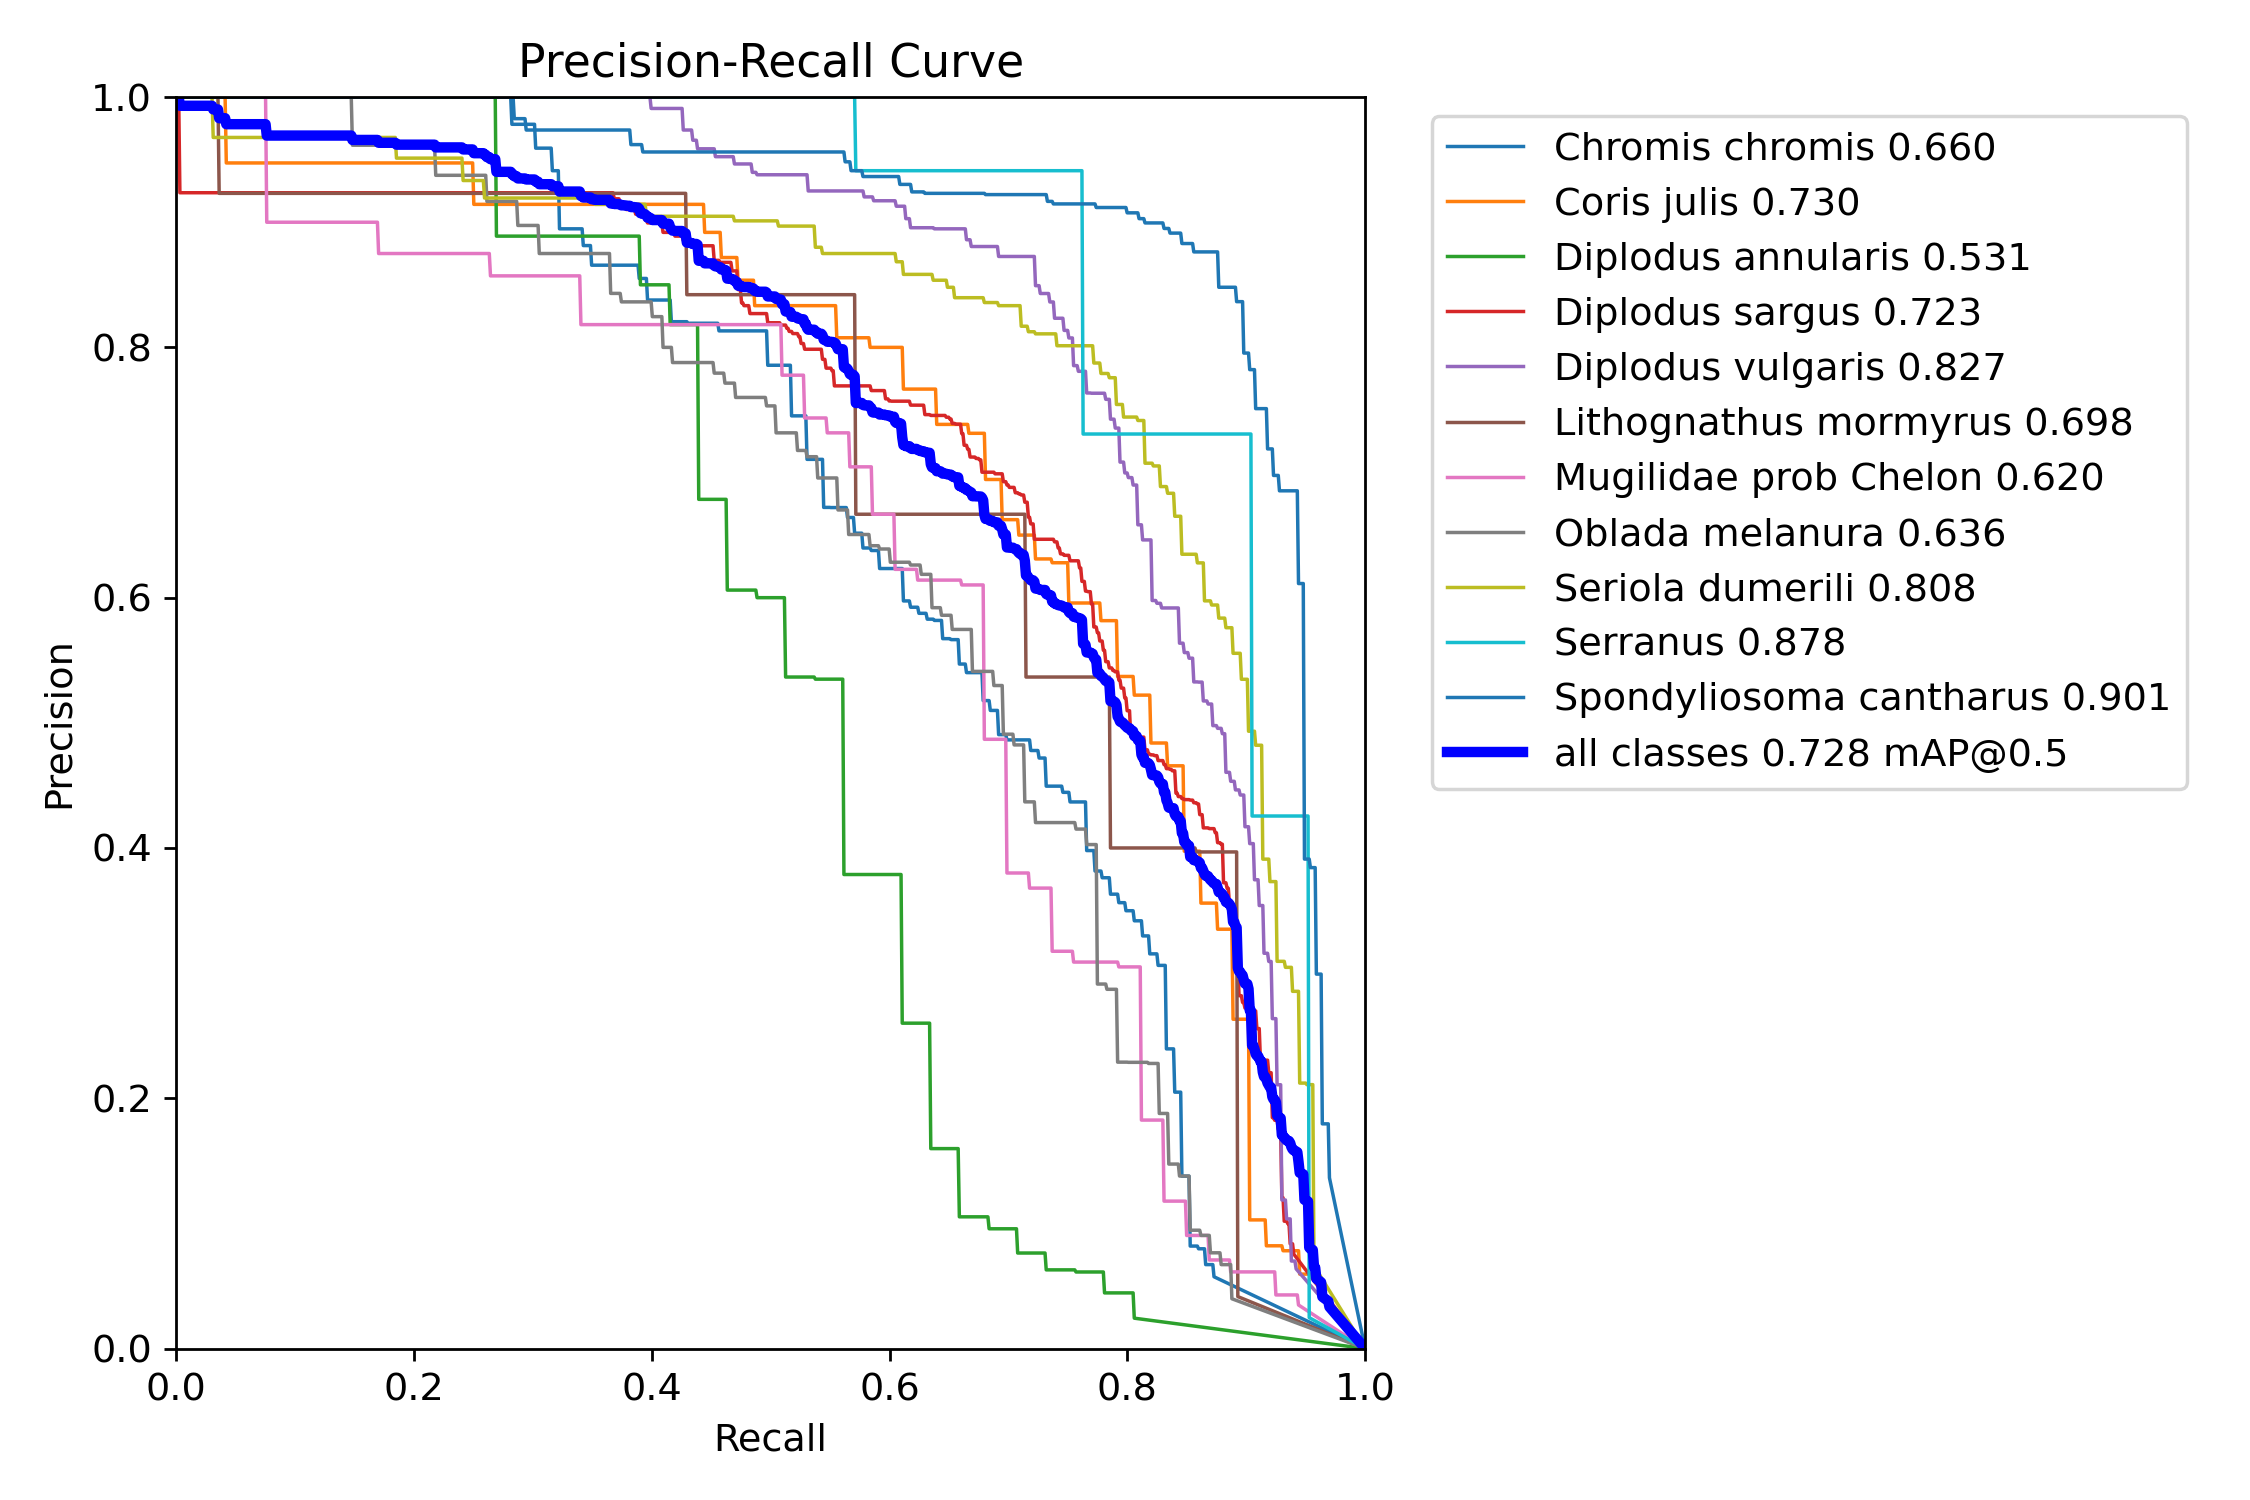 Precision-Recall Curve
1.0
0.8
0.6
0.4
0.2
0.0
Precision
0.0 0.2 0.4 0.6 0.8 1.0
Recall
Chromis chromis 0.660
Coris julis 0.730
Diplodus annularis 0.531
Diplodus sargus 0.723
Diplodus vulgaris 0.827
Lithognathus mormyrus 0.698
Mugilidae prob Chelon 0.620
Oblada melanura 0.636
Seriola dumerili 0.808
Serranus 0.878
Spondyliosoma cantharus 0.901
all classes 0.728 mAP@0.5